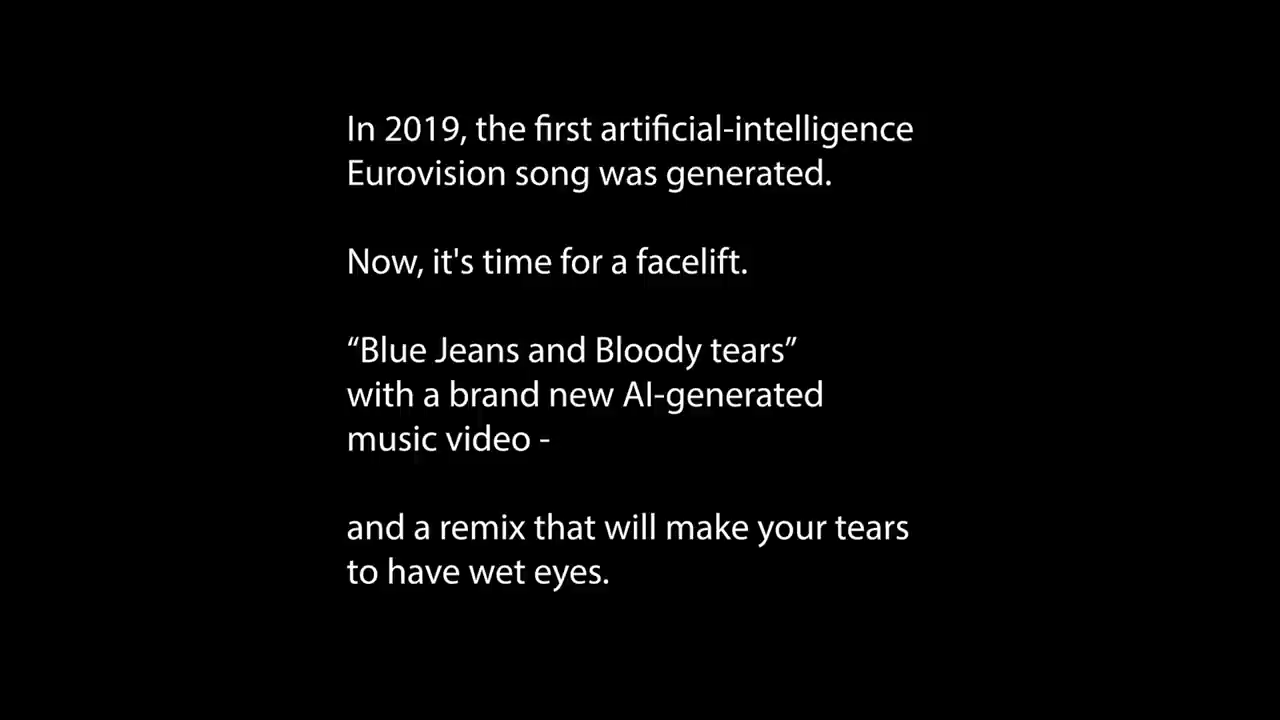 In 2019, the first artificial-intelligence
Eurovision song was generated.
Now, it's time for a facelift.
“Blue Jeans and Bloody tears”
with a brand new AI-generated
music video -
and a remix that will make your tears
to have wet eyes.